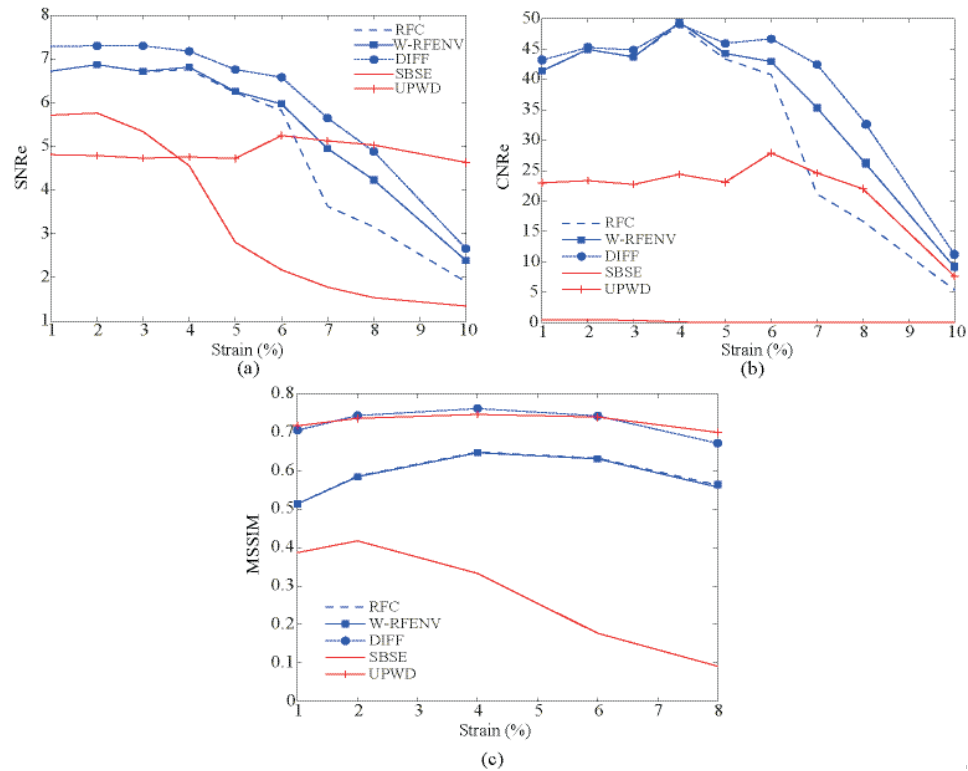 8
7
6
5
4
3
2
1
SNRe
RFC
W-RFENV
DIFF
SBSE
UPWD
1 2 3 4 5 6 7 8 9 10
Strain (%)
(a)
50
45
40
35
30
25
20
15
10
5
0
CNRe
RFC
W-RFENV
DIFF
SBSE
UPWD
1 2 3 4 5 6 7 8 9 10
Strain (%)
(b)
0.8
0.7
0.6
0.5
0.4
0.3
0.2
0.1
0
MSSIM
RFC
W-RFENV
DIFF
SBSE
UPWD
1 2 3 4 5 6 7 8
Strain (%)
(c)